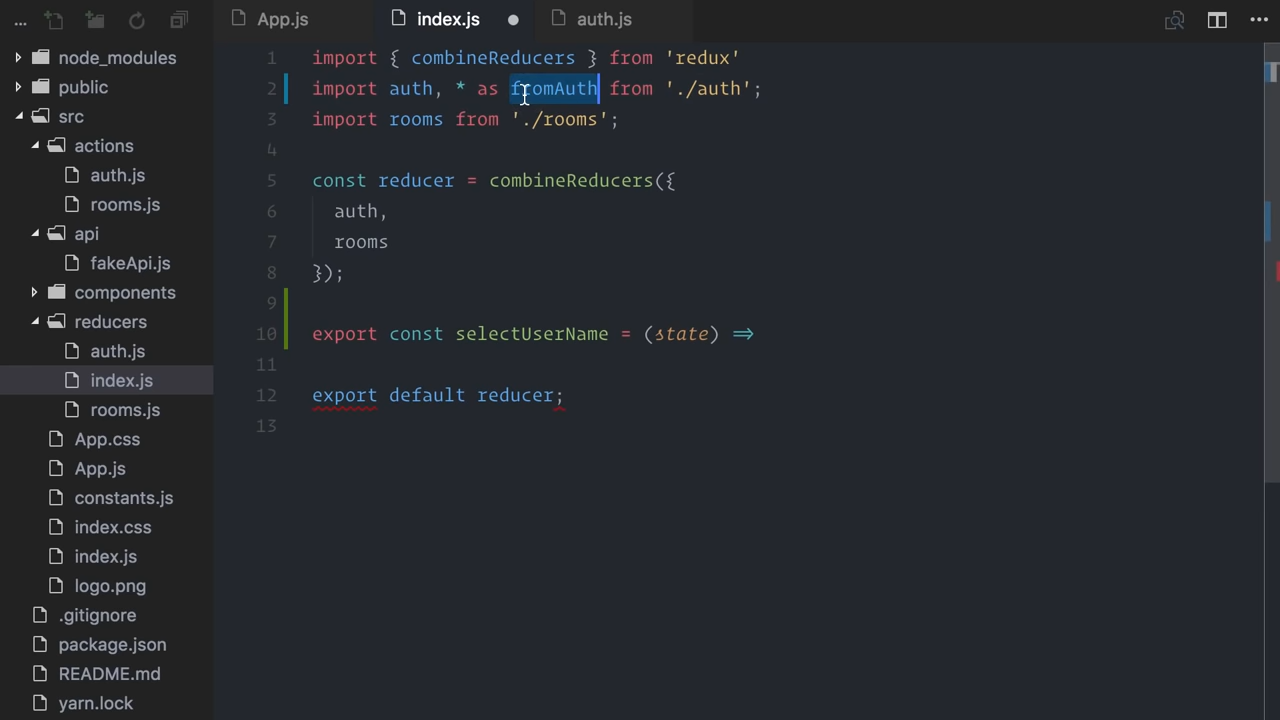 ...
App.js
index.js
auth.js
...
node_modules
public
src
actions
auth.js
rooms.js
api
fakeApi.js
components
reducers
auth.js
index.js
rooms.js
App.css
App.js
constants.js
index.css
index.js
logo.png
.gitignore
package.json
README.md
yarn.lock
1 import { combineReducers } from 'redux'
2 import auth, * as fromAuth from './auth';
3 import rooms from './rooms';
4
5 const reducer = combineReducers({
6 auth,
7 rooms
8 });
9
10 export const selectUserName = (state) =>
11
12 export default reducer;
13